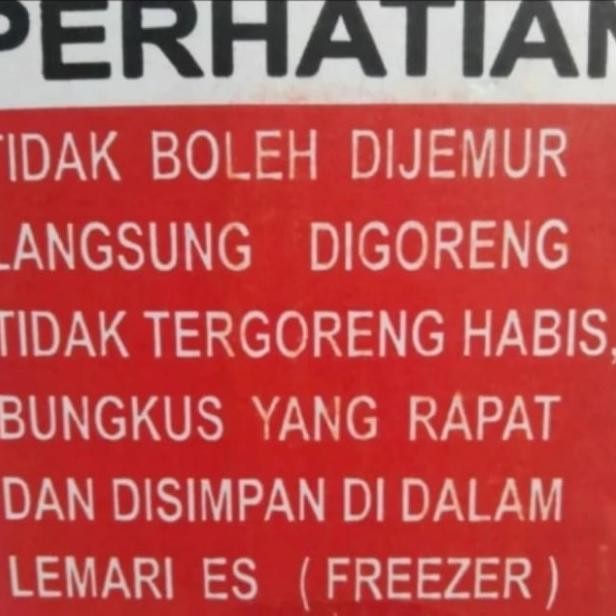 PERHATIAN
TIDAK BOLEH DIJEMUR
LANGSUNG DIGORENG
TIDAK TERGORENG HABIS,
BUNGKUS YANG RAPAT
DAN DISIMPAN DI DALAM
LEMARI ES ( FREEZER )